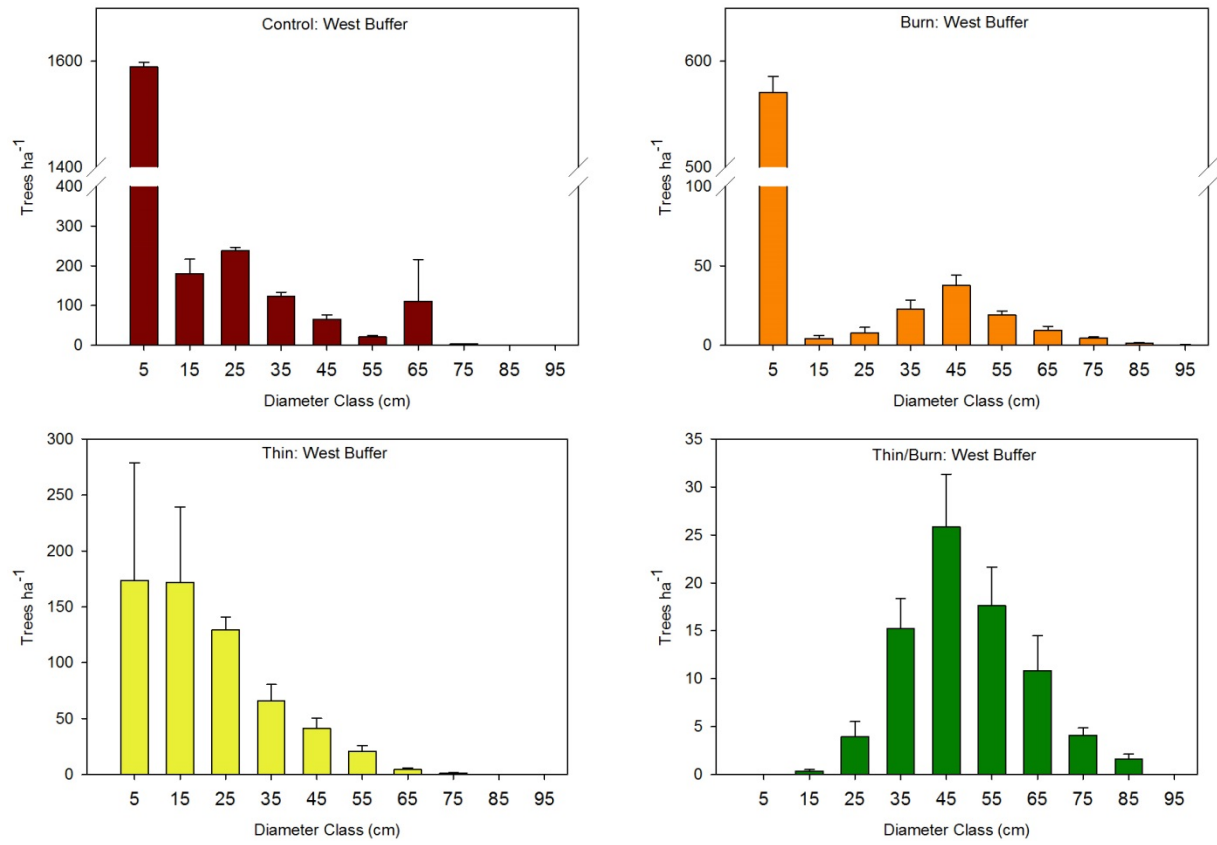 Control: West Buffer
Trees ha-1
1600
1400
400
300
200
100
0
5 15 25 35 45 55 65 75 85 95
Diameter Class (cm)
Burn: West Buffer
Trees ha-1
600
500
100
50
0
5 15 25 35 45 55 65 75 85 95
Diameter Class (cm)
Thin: West Buffer
Trees ha-1
300
250
200
150
100
50
0
5 15 25 35 45 55 65 75 85 95
Diameter Class (cm)
Thin/Burn: West Buffer
Trees ha-1
35
30
25
20
15
10
5
0
5 15 25 35 45 55 65 75 85 95
Diameter Class (cm)